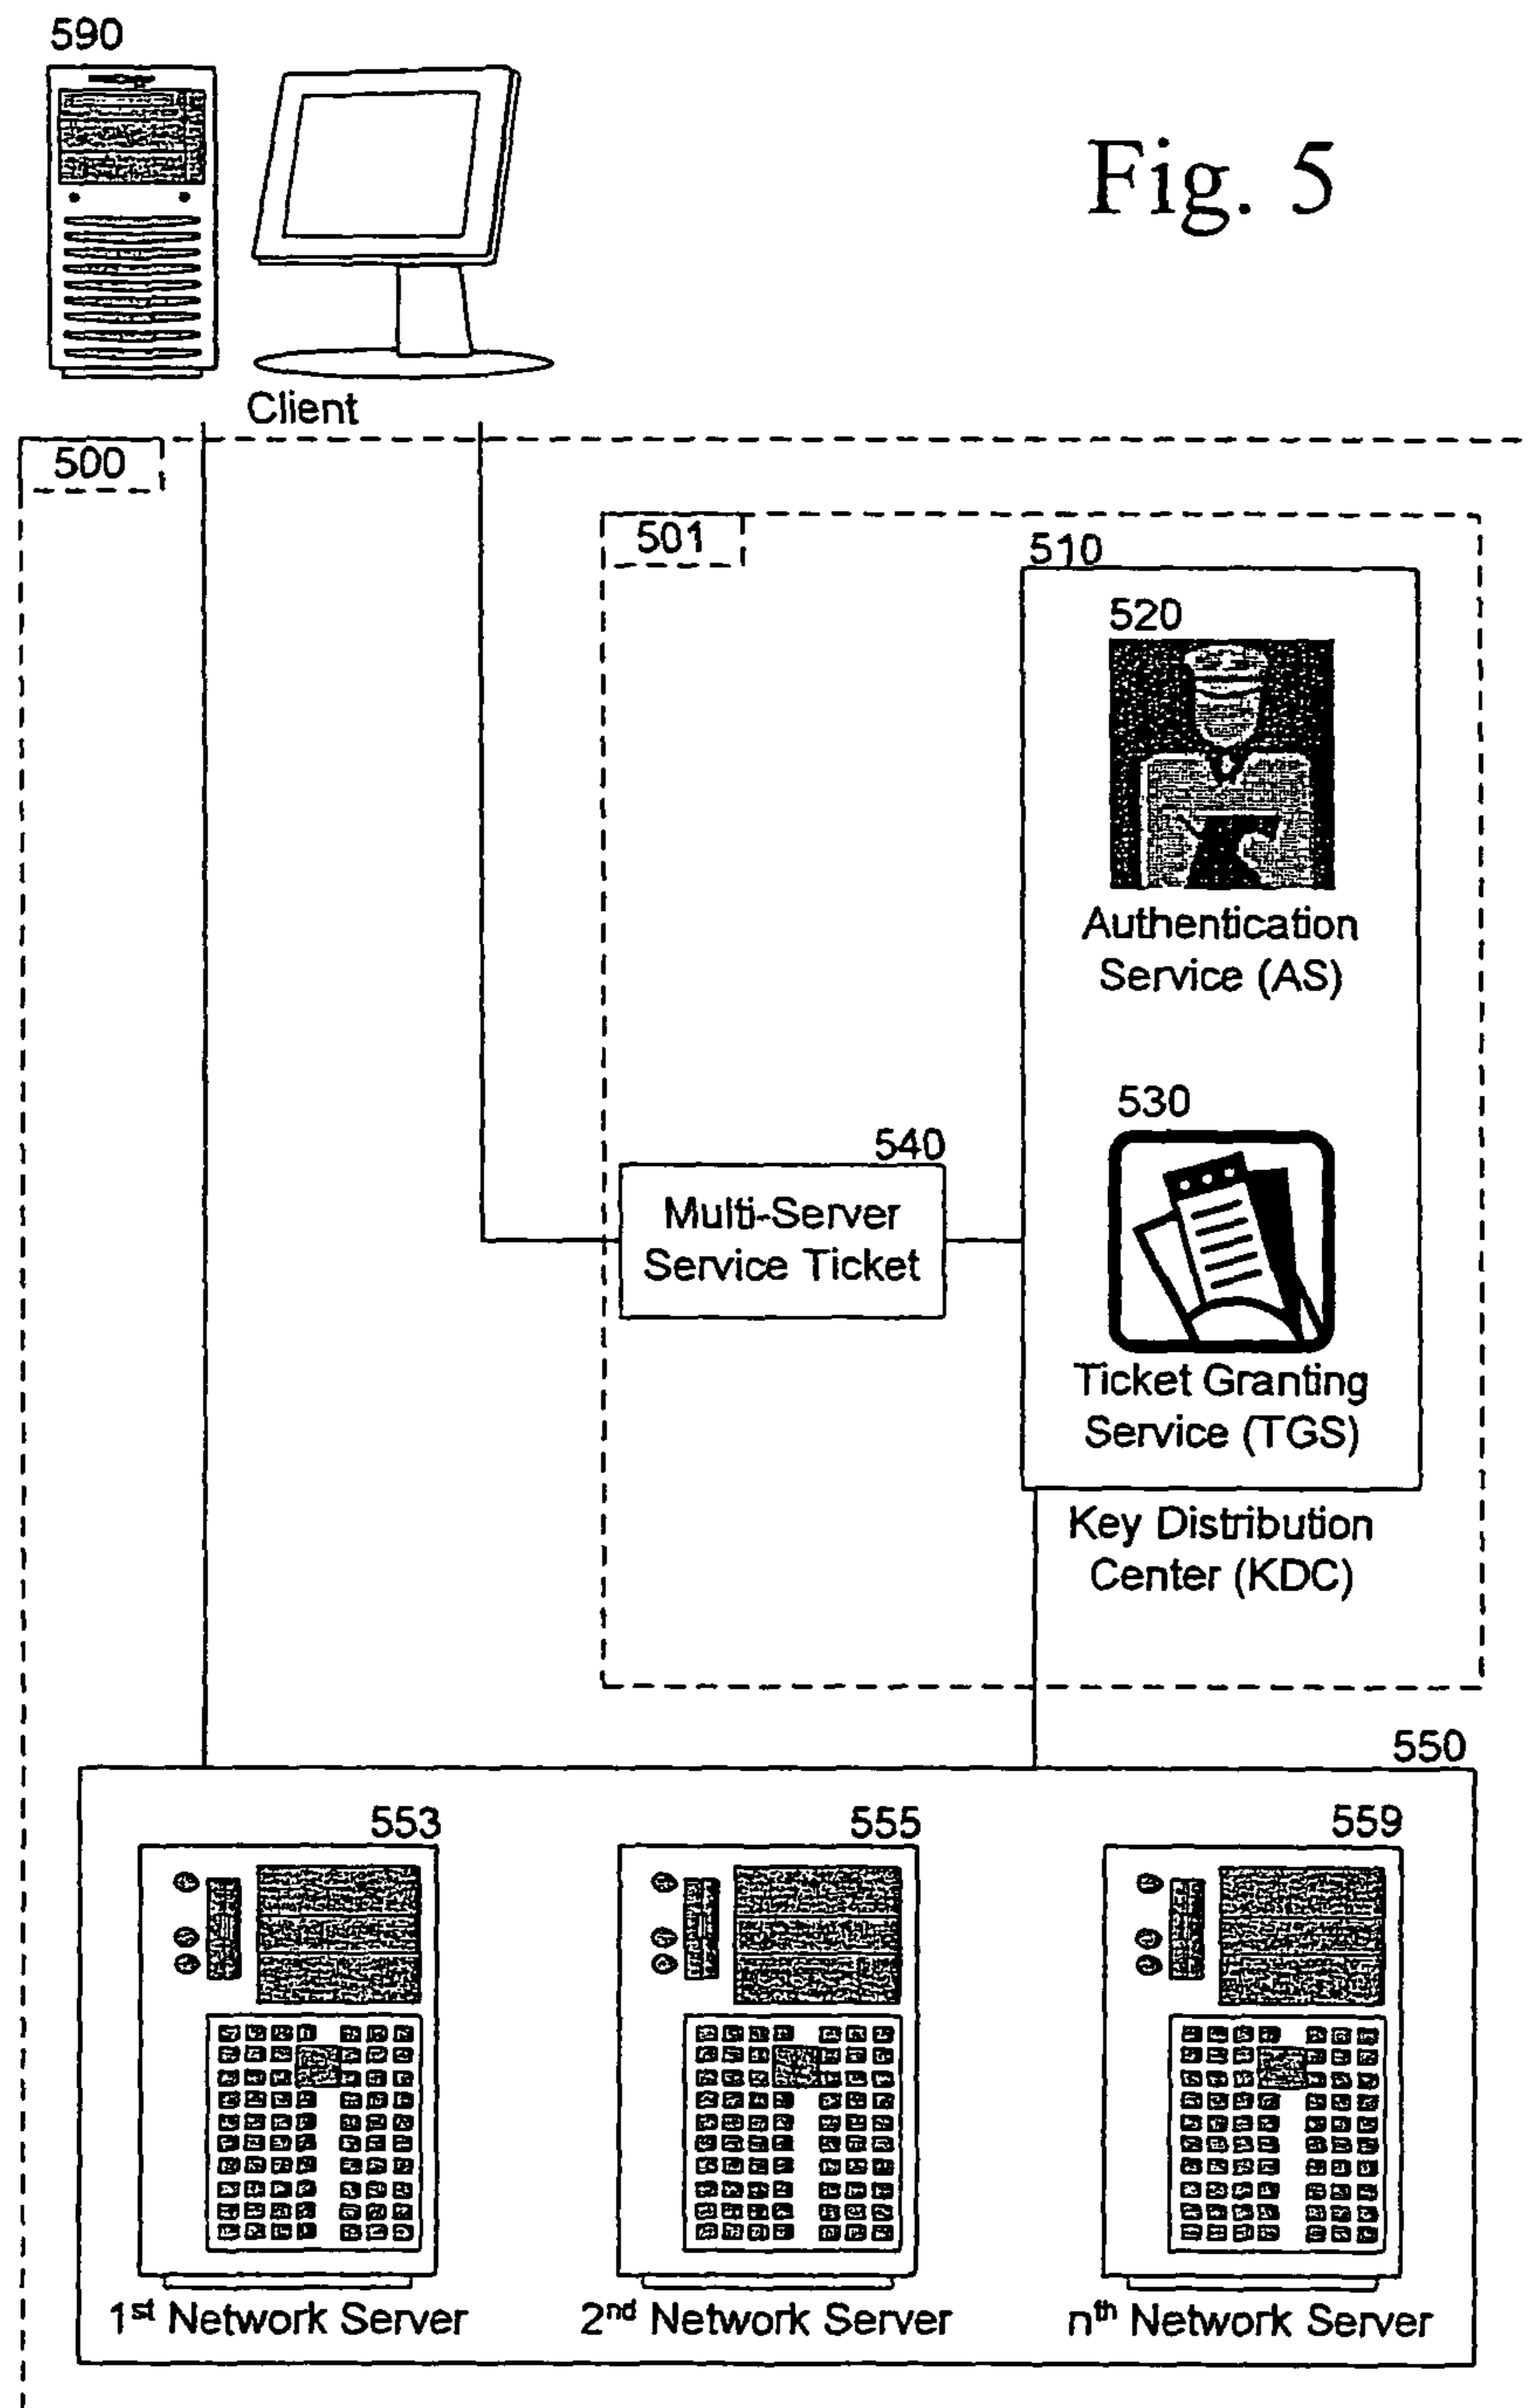 590
Fig. 5
Client
500
501
510
520
Authentication
Service (AS)
530
540
Multi-Server
Service Ticket
Ticket Granting
Service (TGS)
Key Distribution
Center (KDC)
550
553
555
559
1st Network Server
2nd Network Server
nth Network Server